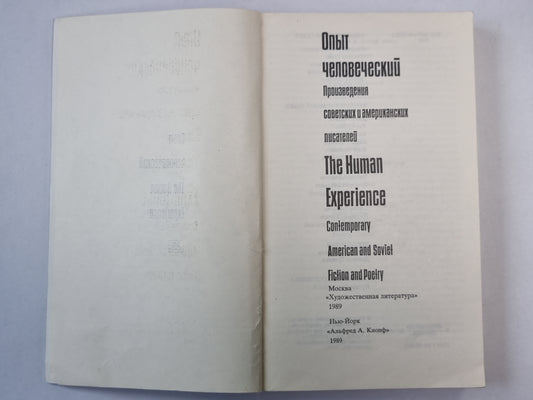 Опыт
человеческий
Произведения
советских и американских
писателей
The Human
Experience
Contemporary
American and Soviet
Fiction and Poetry
Москва
«Художественная литература»
1989
Нью-Йорк
«Альфред А. Кнопф»
1989